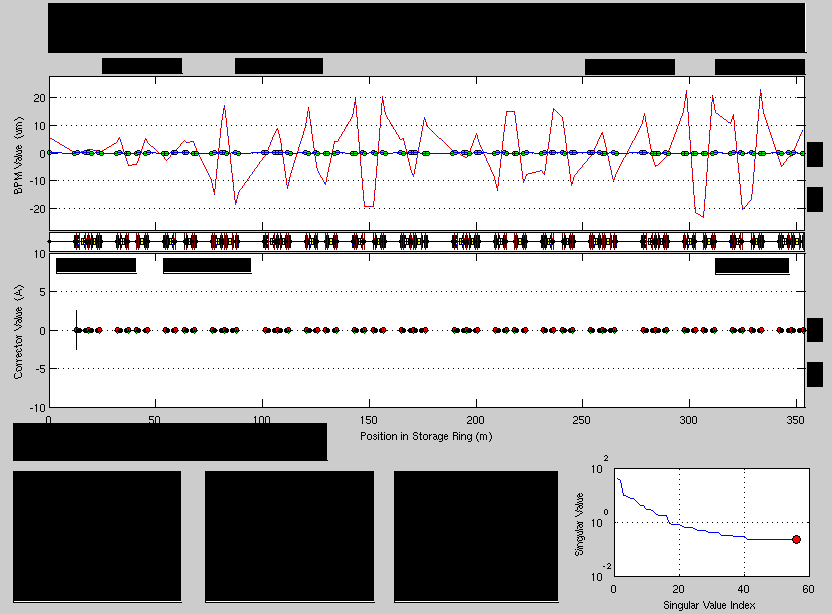 20
10
0
-10
-20
BPM Value (um)
10
5
0
-5
-10
Corrector Value (A)
0 50 100 150 200 250 300 350
Position in Storage Ring (m)
10^2
10^0
10^-2
Singular Value
0 20 40 60
Singular Value Index